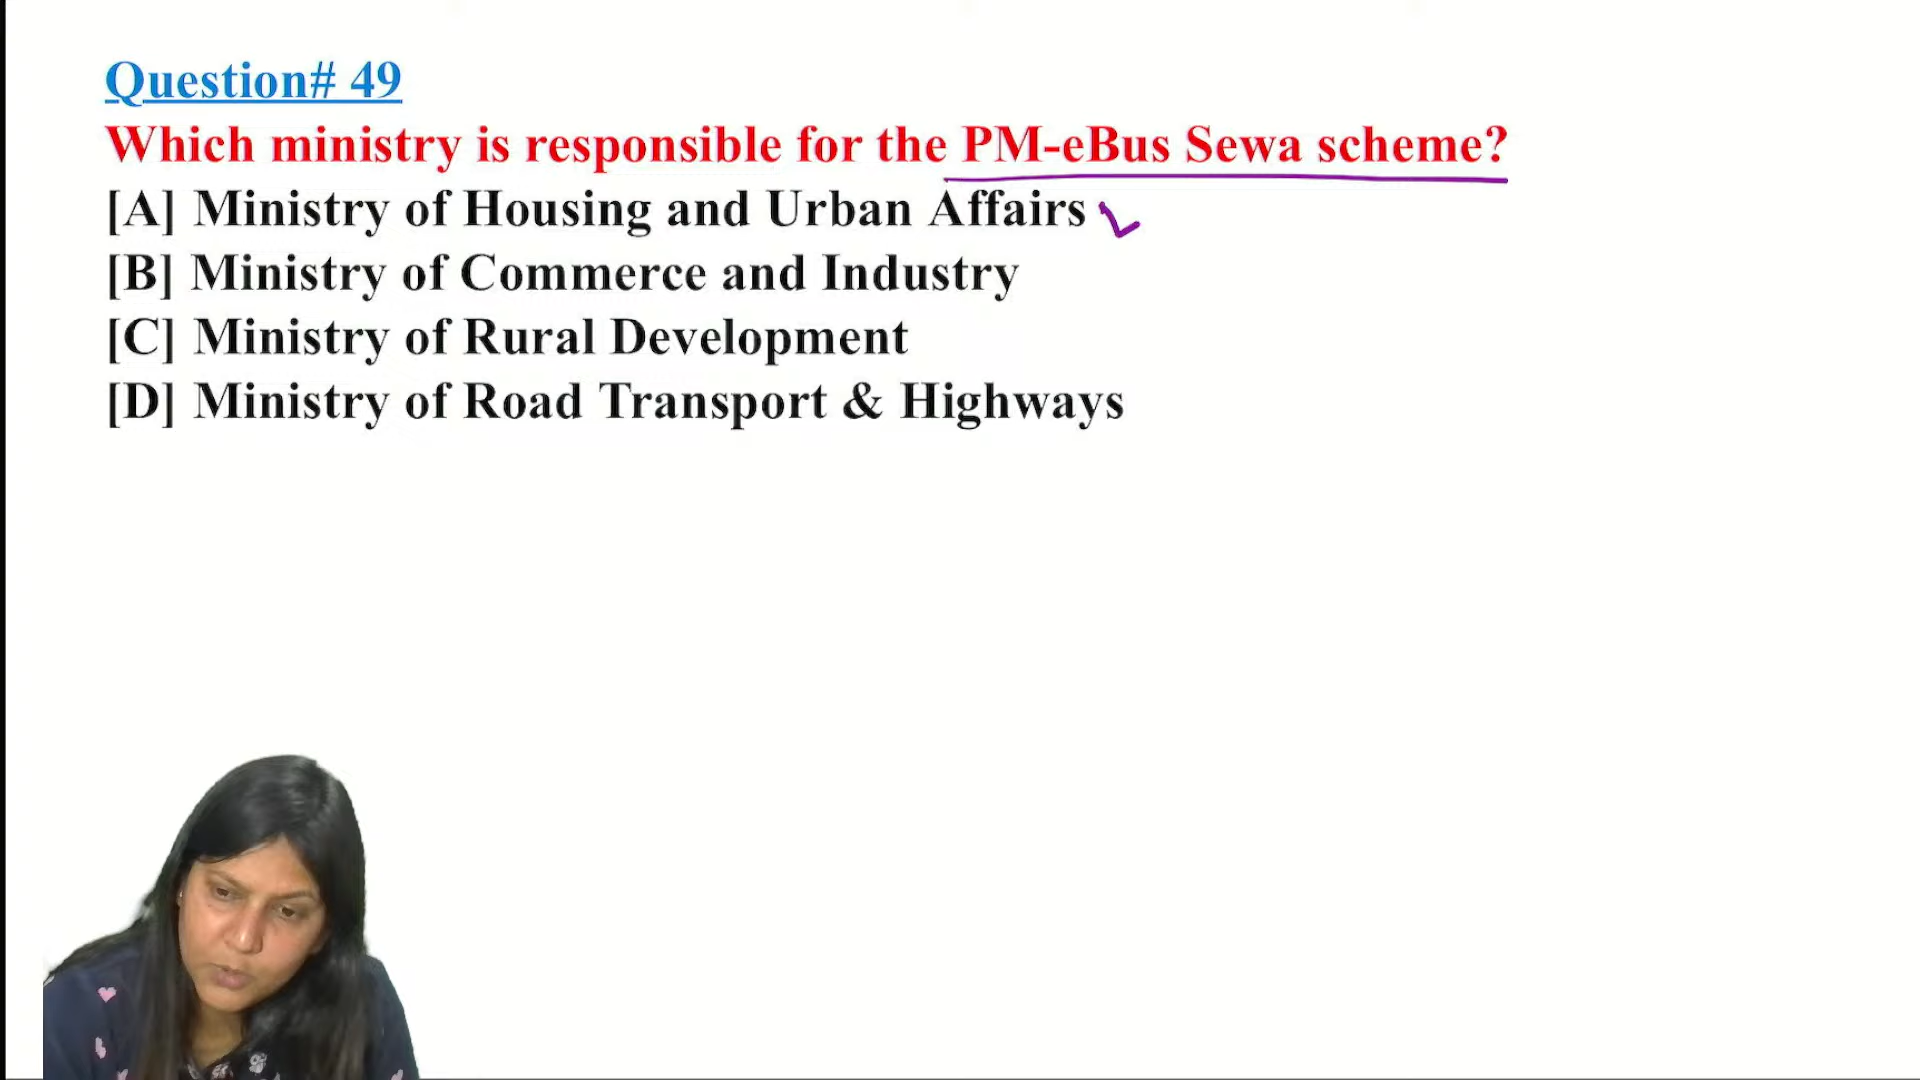 Question# 49
Which ministry is responsible for the PM-eBus Sewa scheme?
[A] Ministry of Housing and Urban Affairs
[B] Ministry of Commerce and Industry
[C] Ministry of Rural Development
[D] Ministry of Road Transport & Highways